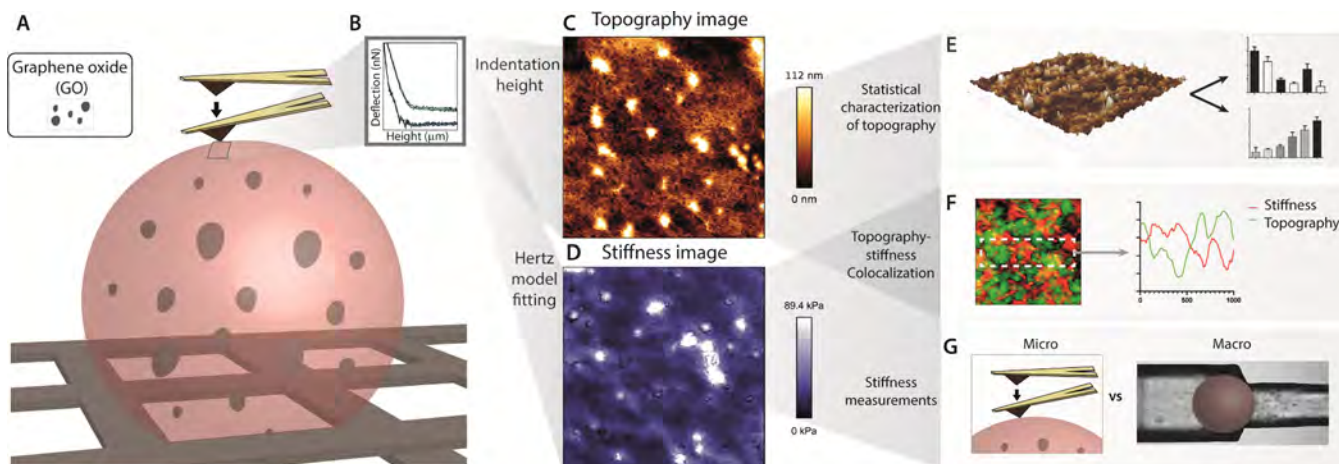 A
Graphene oxide
(GO)
B
Deflection (nN)
Height (μm)
Indentation
height
Hertz
model
fitting
C
Topography image
112 nm
0 nm
D
Stiffness image
89.4 kPa
0 kPa
Statistical
characterization
of topography
Topography-
stiffness
Colocalization
Stiffness
measurements
E
F
Stiffness
Topography
0
500
1000
G
Micro
vs
Macro